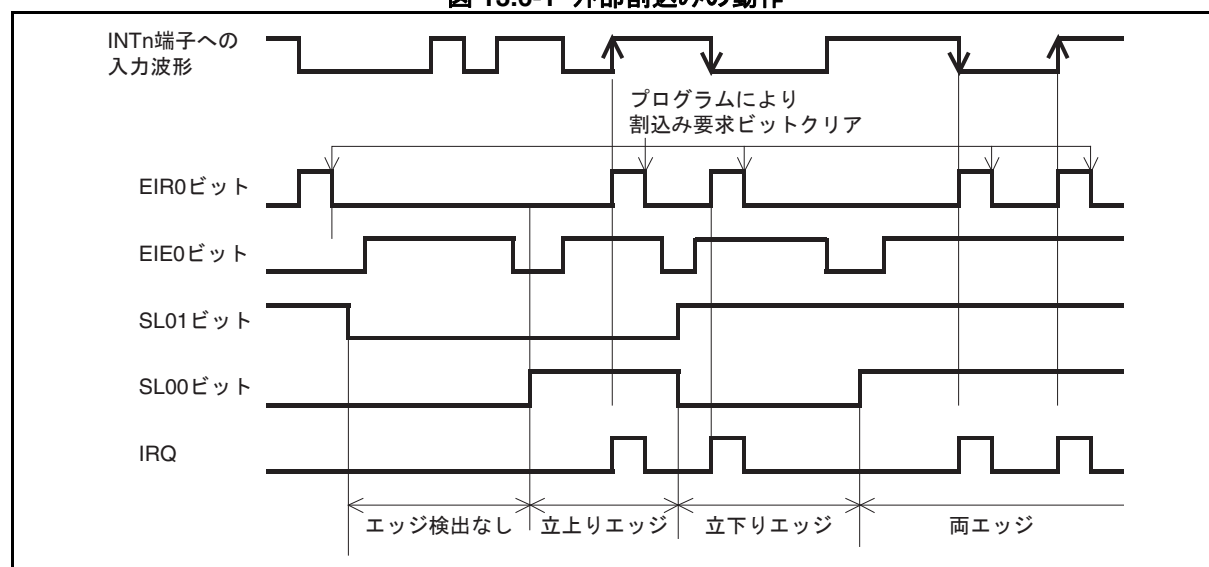 INTn端子への
入力波形
プログラムにより
割込み要求ビットクリア
EIR0ビット
EIE0ビット
SL01ビット
SL00ビット
IRQ
エッジ検出なし
立上りエッジ
立下りエッジ
両エッジ